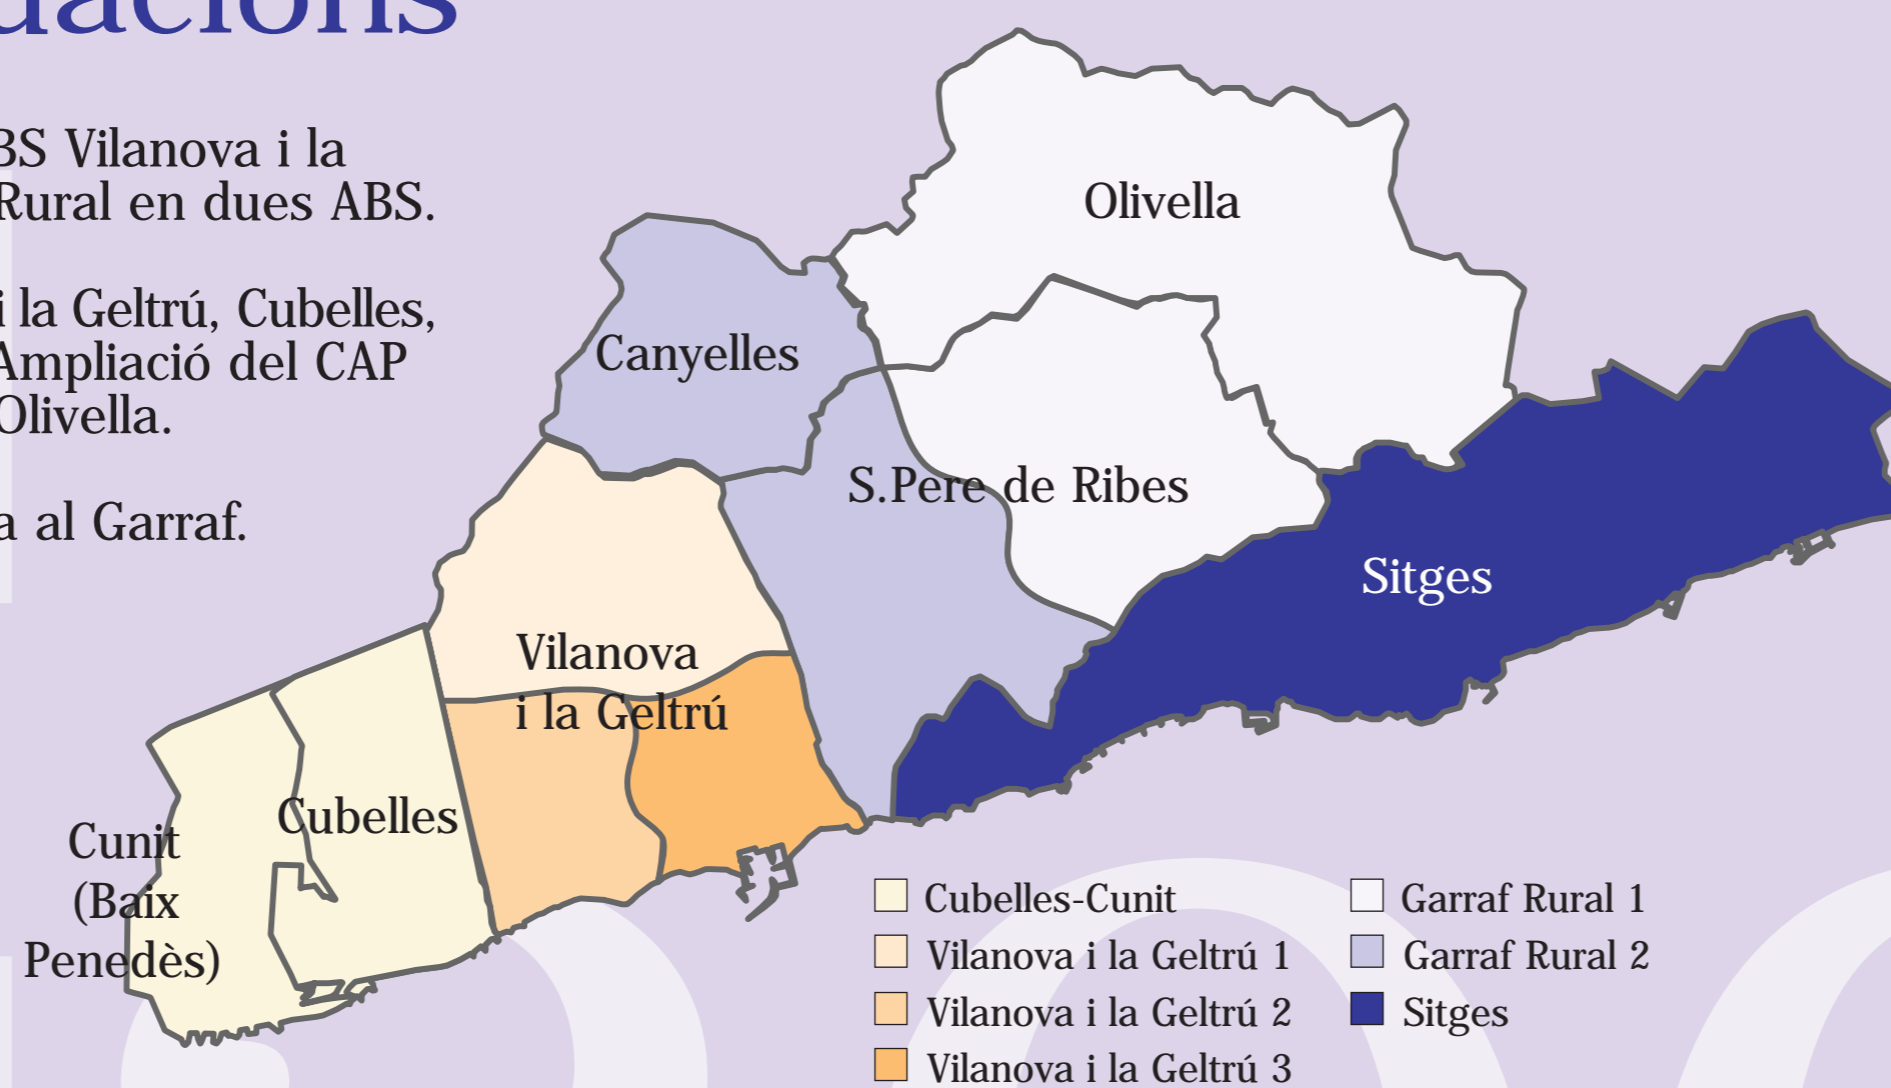 BS Vilanova i la
Rural en dues ABS.
i la Geltrú, Cubelles,
Ampliació del CAP
Olivella.
a al Garraf.
Olivella
Canyelles
S.Pere de Ribes
Sitges
Vilanova
i la Geltrú
Cubelles
Cunit
(Baix
Penedès)
Cubelles-Cunit
Vilanova i la Geltrú 1
Vilanova i la Geltrú 2
Vilanova i la Geltrú 3
Garraf Rural 1
Garraf Rural 2
Sitges